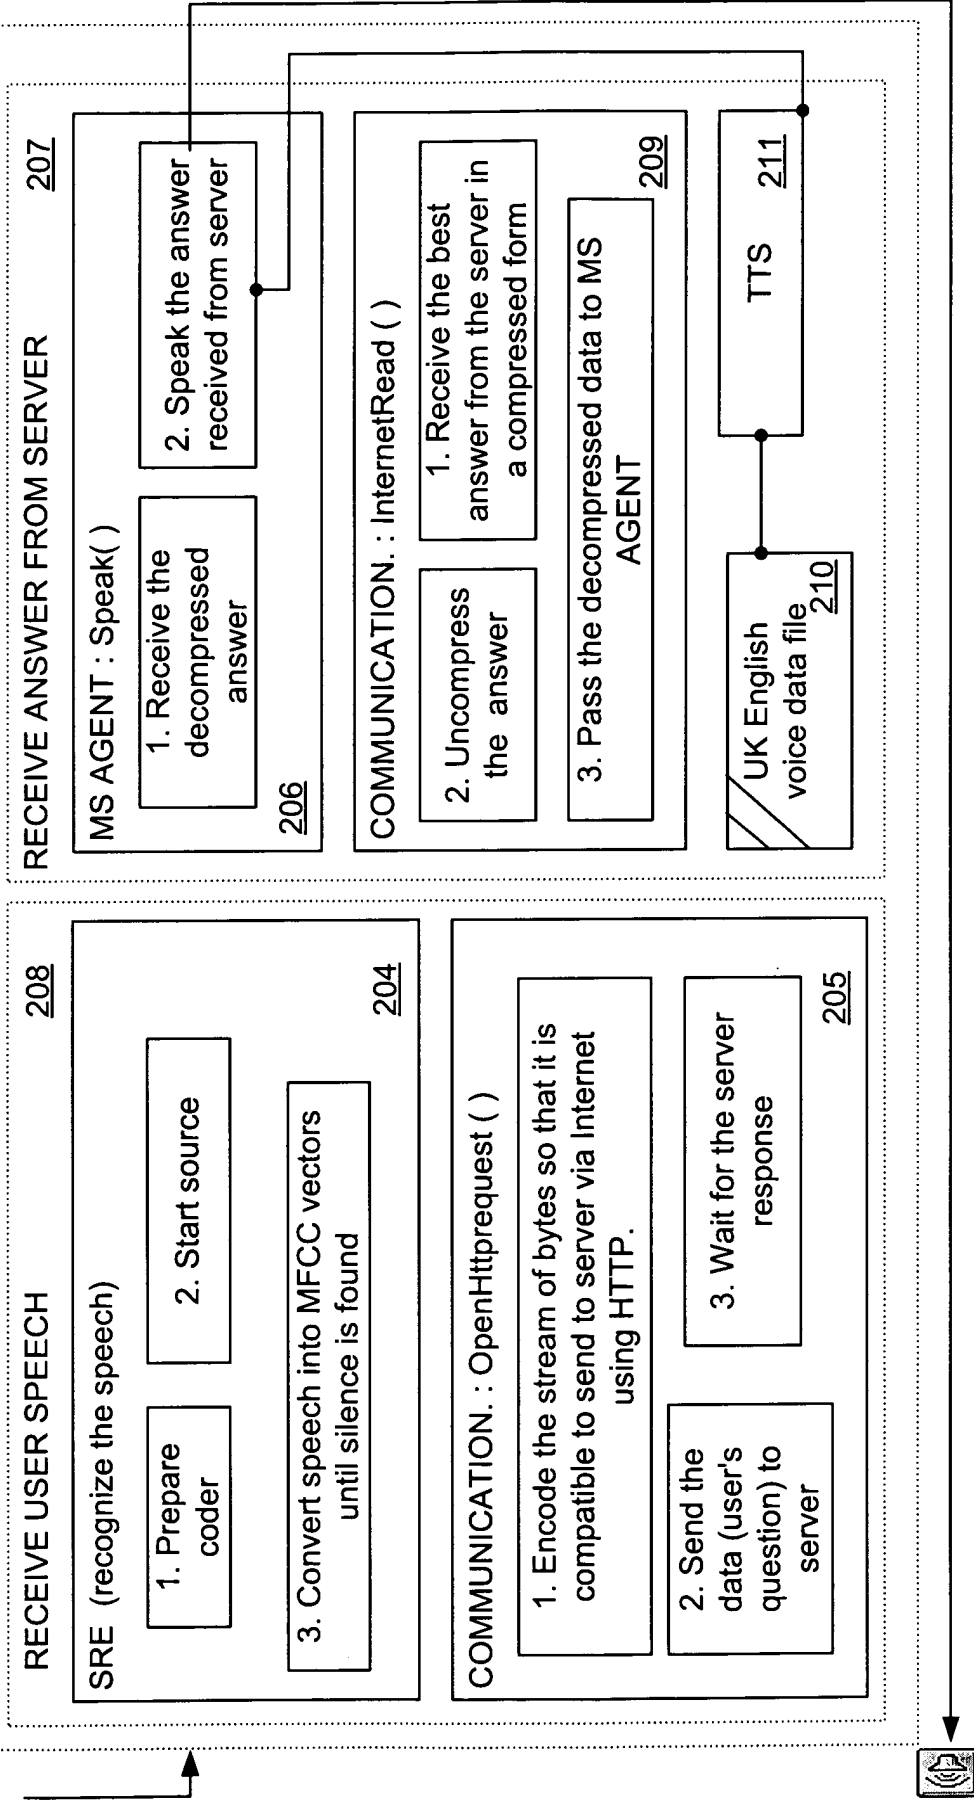 RECEIVE USER SPEECH
208
SRE (recognize the speech)
1. Prepare
coder
2. Start source
3. Convert speech into MFCC vectors
until silence is found
204
COMMUNICATION. : OpenHttprequest ( )
1. Encode the stream of bytes so that it is
compatible to send to server via Internet
using HTTP.
2. Send the
data (user's
question) to
server
3. Wait for the server
response
205
RECEIVE ANSWER FROM SERVER
207
MS AGENT : Speak( )
1. Receive the
decompressed
answer
2. Speak the answer
received from server
206
COMMUNICATION. : InternetRead ( )
2. Uncompress
the answer
1. Receive the best
answer from the server in
a compressed form
3. Pass the decompressed data to MS
AGENT
209
UK English
voice data file
210
TTS
211